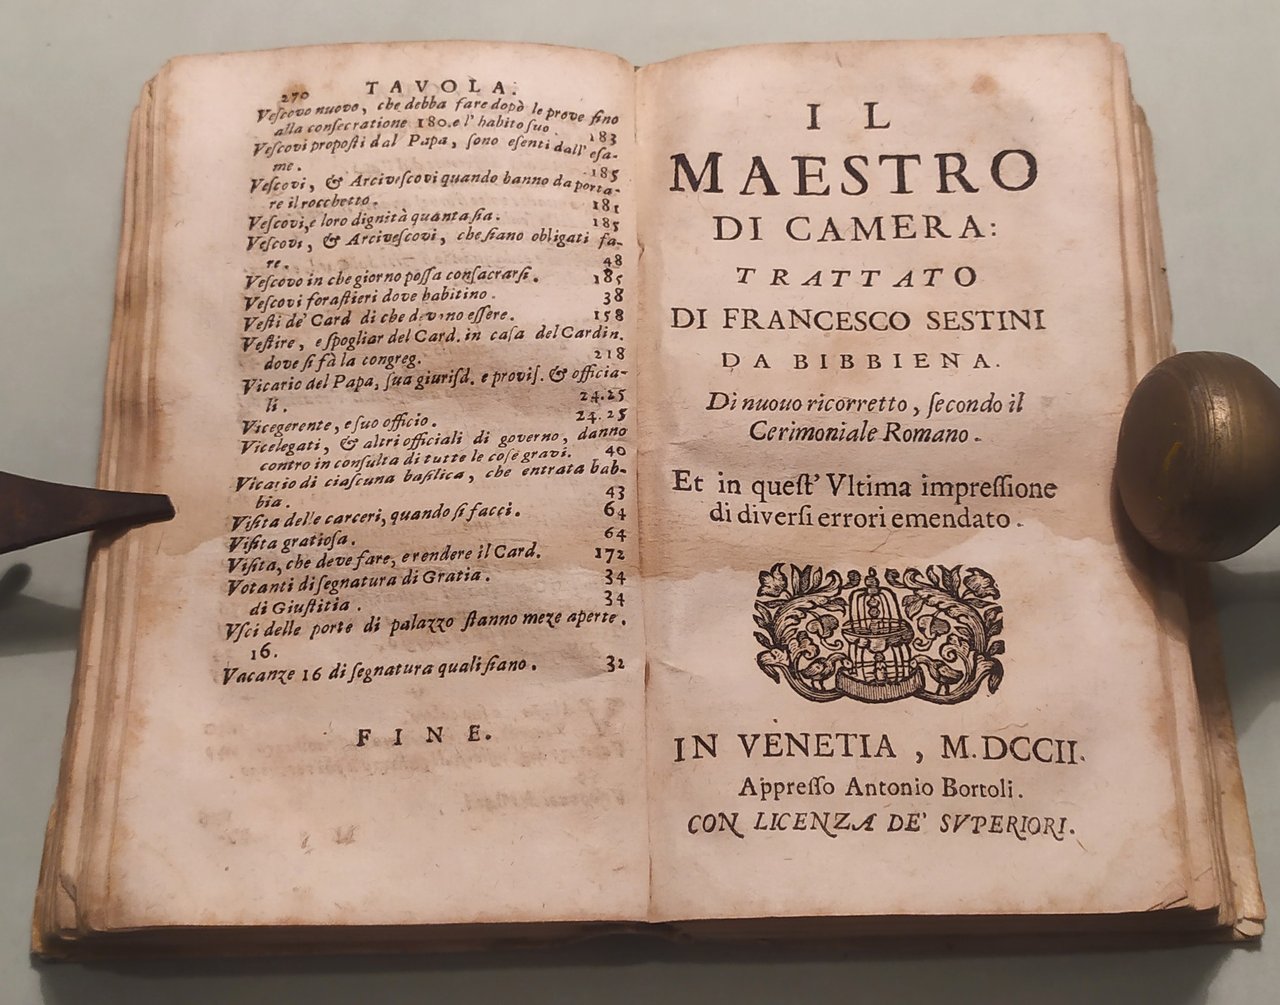 270 TAVOLA.
Veſcovo nuovo, che debba fare dopò le prove fino
alla conſecratione 180. e l'habito ſuo. 183
Veſcovi propoſti dal Papa, ſono eſenti dall'eſa-
me. 185
Veſcovi, & Arciveſcovi quando hanno da porta-
re il rocchetto. 181
Veſcovi, e loro dignità quanta ſia. 185
Veſcovi, & Arciveſcovi, che ſiano obligati fa-
re. 48
Veſcovo in che giorno poſſa conſacrarſi. 185
Veſcovi foraſtieri dove habitino. 38
Veſti de' Card di che devino eſſere. 158
Veſtire, e ſpogliar del Card. in caſa del Cardin.
dove ſi fà la congreg. 218
Vicario del Papa, ſua giuriſd. e proviſ. & officia-
li. 24.25
Vicegerente, e ſuo officio. 24.25
Vicelegati, & altri officiali di governo, danno
contro in conſulta di tutte le coſe gravi. 40
Vicario di ciaſcuna baſilica, che entrata hab-
bia. 43
Viſita delle carceri, quando ſi facci. 64
Viſita gratioſa. 64
Viſita, che deve fare, e rendere il Card. 172
Votanti di ſegnatura di Gratia. 34
di Giuſtitia. 34
Vſci delle porte di palazzo ſtanno meze aperte.
16.
Vacanze 16 di ſegnatura quali ſiano. 32
FINE.
IL
MAESTRO
DI CAMERA:
TRATTATO
DI FRANCESCO SESTINI
DA BIBBIENA.
Di nuouo ricorretto, ſecondo il
Cerimoniale Romano.
Et in queſt' Vltima impreſſione
di diverſi errori emendato.
IN VENETIA, M.DCCII.
Appreſſo Antonio Bortoli.
CON LICENZA DE' SVPERIORI.